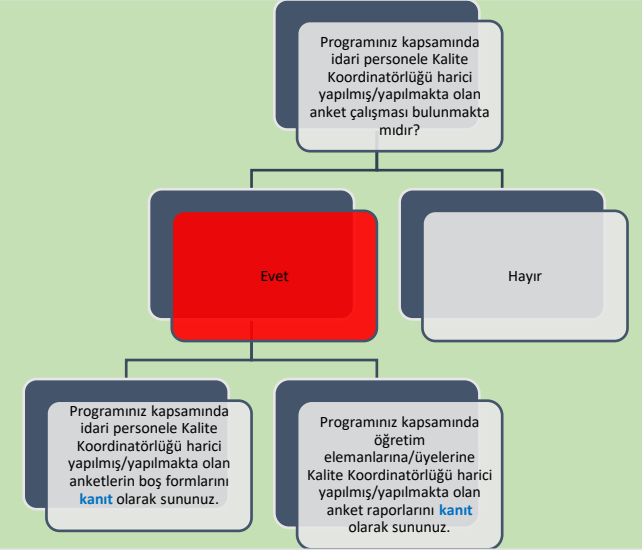 Programınız kapsamında
idari personele Kalite
Koordinatörlüğü harici
yapılmış/yapılmakta olan
anket çalışması bulunmakta
mıdır?
Evet
Hayır
Programınız kapsamında
idari personele Kalite
Koordinatörlüğü harici
yapılmış/yapılmakta olan
anketlerin boş formlarını
kanıt olarak sununuz.
Programınız kapsamında
öğretim
elemanlarına/üyelerine
Kalite Koordinatörlüğü harici
yapılmış/yapılmakta olan
anket raporlarını kanıt
olarak sununuz.